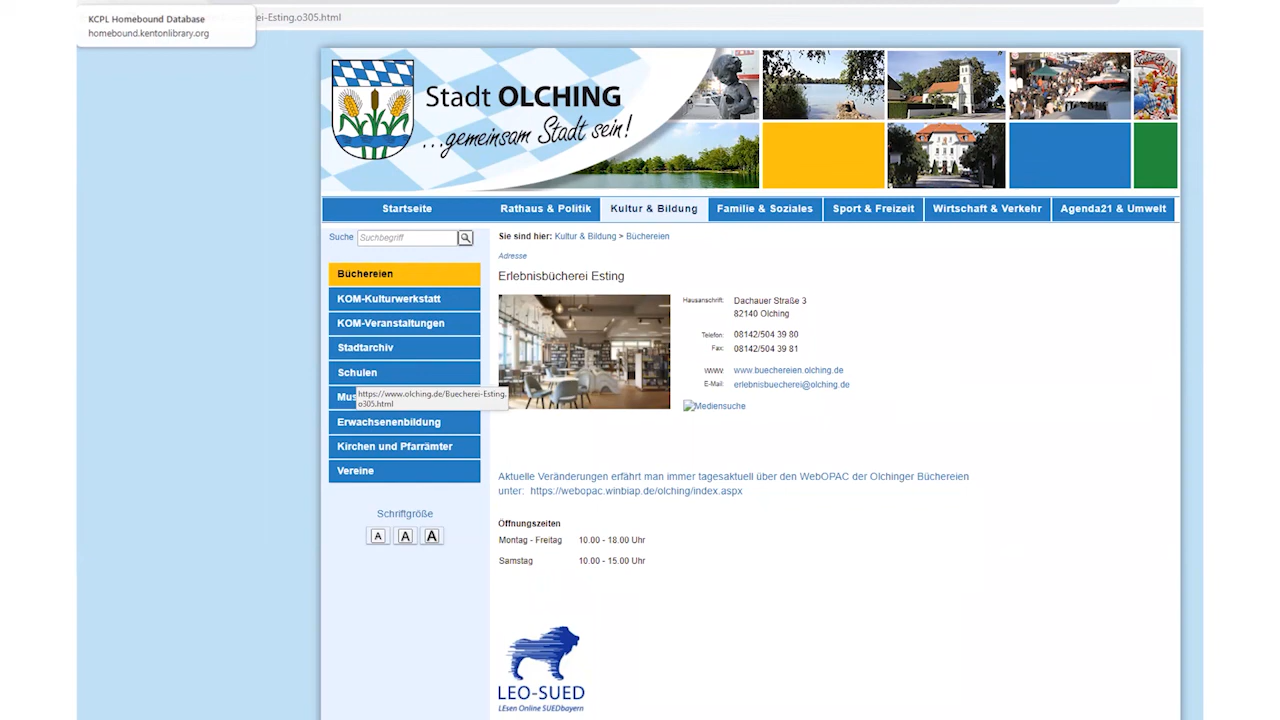 KCPL Homebound Database
homebound.kentonlibrary.org
ei-Esting.o305.html
Stadt OLCHING
...gemeinsam Stadt sein!
Startseite
Rathaus & Politik
Kultur & Bildung
Familie & Soziales
Sport & Freizeit
Wirtschaft & Verkehr
Agenda21 & Umwelt
Suche
Suchbegriff
Sie sind hier: Kultur & Bildung > Büchereien
Adresse
Erlebnisbücherei Esting
Büchereien
KOM-Kulturwerkstatt
KOM-Veranstaltungen
Stadtarchiv
Schulen
Mus
https://www.olching.de/Buecherei-Esting.
o305.html
Erwachsenenbildung
Kirchen und Pfarrämter
Vereine
Schriftgröße
A A A
Hausanschrift: Dachauer Straße 3
82140 Olching
Telefon: 08142/504 39 80
Fax: 08142/504 39 81
WWW: www.buechereien.olching.de
E-Mail: erlebnisbuecherei@olching.de
Mediensuche
Aktuelle Veränderungen erfährt man immer tagesaktuell über den WebOPAC der Olchinger Büchereien
unter: https://webopac.winbiap.de/olching/index.aspx
Öffnungszeiten
Montag - Freitag 10.00 - 18.00 Uhr
Samstag 10.00 - 15.00 Uhr
LEO-SUED
LEsen Online SUEDbayern